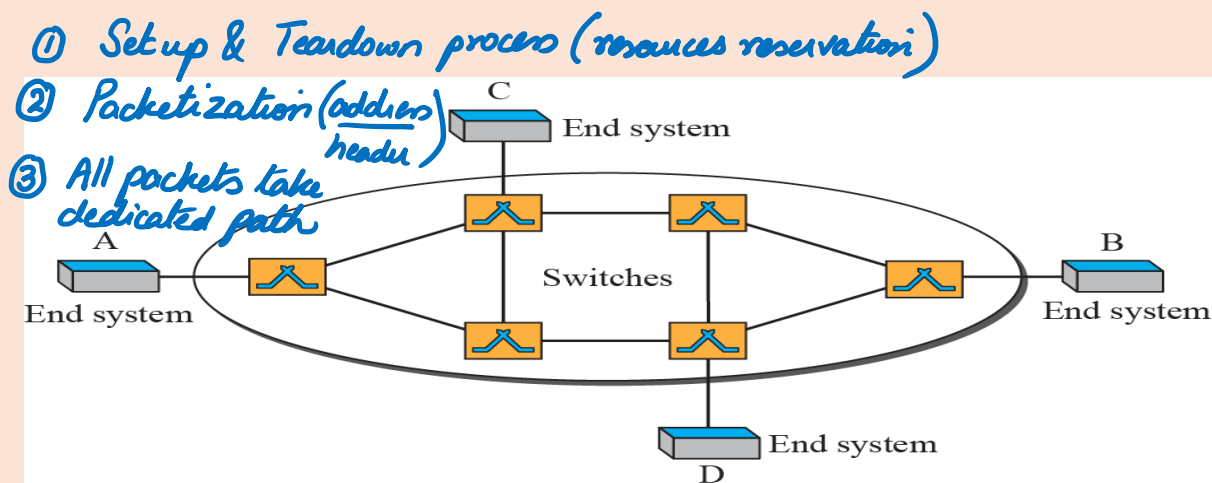 ① Setup & Teardown process (resources reservation)
② Packetization (address
header)
③ All packets take
dedicated path
C
End system
A
End system
Switches
B
End system
End system
D